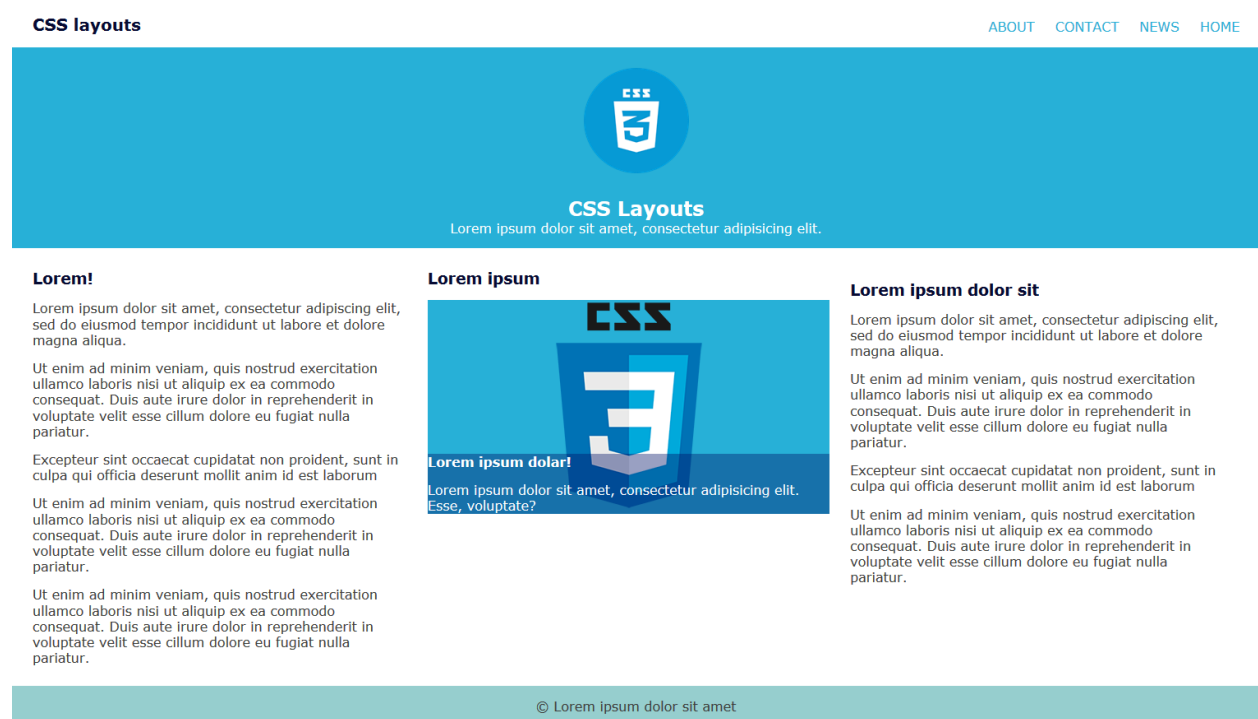 CSS layouts
ABOUT CONTACT NEWS HOME
CSS
3
CSS Layouts
Lorem ipsum dolor sit amet, consectetur adipisicing elit.
Lorem!
Lorem ipsum dolor sit amet, consectetur adipiscing elit,
sed do eiusmod tempor incididunt ut labore et dolore
magna aliqua.
Ut enim ad minim veniam, quis nostrud exercitation
ullamco laboris nisi ut aliquip ex ea commodo
consequat. Duis aute irure dolor in reprehenderit in
voluptate velit esse cillum dolore eu fugiat nulla
pariatur.
Excepteur sint occaecat cupidatat non proident, sunt in
culpa qui officia deserunt mollit anim id est laborum
Ut enim ad minim veniam, quis nostrud exercitation
ullamco laboris nisi ut aliquip ex ea commodo
consequat. Duis aute irure dolor in reprehenderit in
voluptate velit esse cillum dolore eu fugiat nulla
pariatur.
Ut enim ad minim veniam, quis nostrud exercitation
ullamco laboris nisi ut aliquip ex ea commodo
consequat. Duis aute irure dolor in reprehenderit in
voluptate velit esse cillum dolore eu fugiat nulla
pariatur.
Lorem ipsum
CSS
3
Lorem ipsum dolar!
Lorem ipsum dolor sit amet, consectetur adipisicing elit.
Esse, voluptate?
Lorem ipsum dolor sit
Lorem ipsum dolor sit amet, consectetur adipiscing elit,
sed do eiusmod tempor incididunt ut labore et dolore
magna aliqua.
Ut enim ad minim veniam, quis nostrud exercitation
ullamco laboris nisi ut aliquip ex ea commodo
consequat. Duis aute irure dolor in reprehenderit in
voluptate velit esse cillum dolore eu fugiat nulla
pariatur.
Excepteur sint occaecat cupidatat non proident, sunt in
culpa qui officia deserunt mollit anim id est laborum
Ut enim ad minim veniam, quis nostrud exercitation
ullamco laboris nisi ut aliquip ex ea commodo
consequat. Duis aute irure dolor in reprehenderit in
voluptate velit esse cillum dolore eu fugiat nulla
pariatur.
© Lorem ipsum dolor sit amet